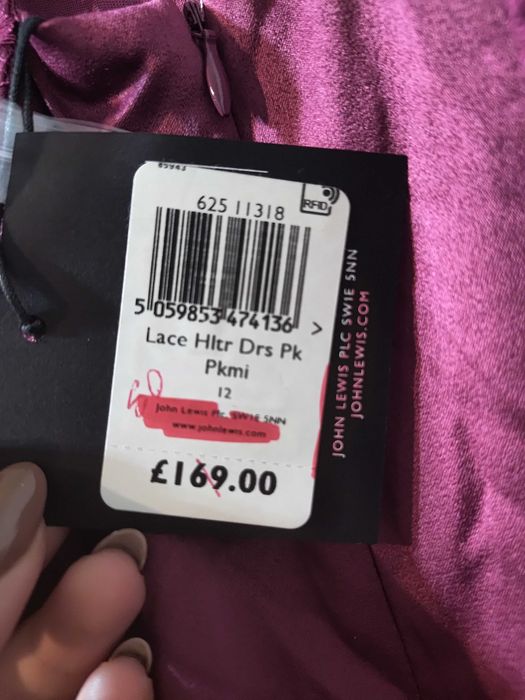 RFID
625 11318
5 059853 474136 >
Lace Hltr Drs Pk
Pkmi
12
John Lewis Plc SW1E 5NN
www.johnlewis.com
£169.00
JOHN LEWIS PLC SW1E 5NN
JOHNLEWIS.COM